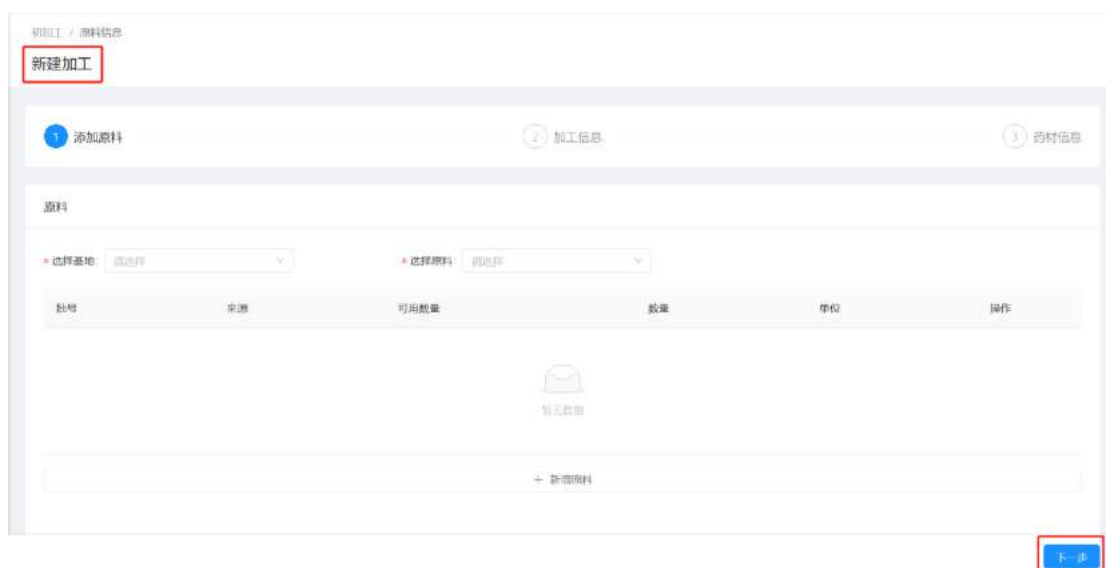 初加工 / 原料信息
新建加工
1 添加原料 2 加工信息 3 药材信息
原料
* 选择基地: 请选择 * 选择原料: 请选择
批号 来源 可用数量 数量 单位 操作
暂无数据
+ 新增原料
下一步